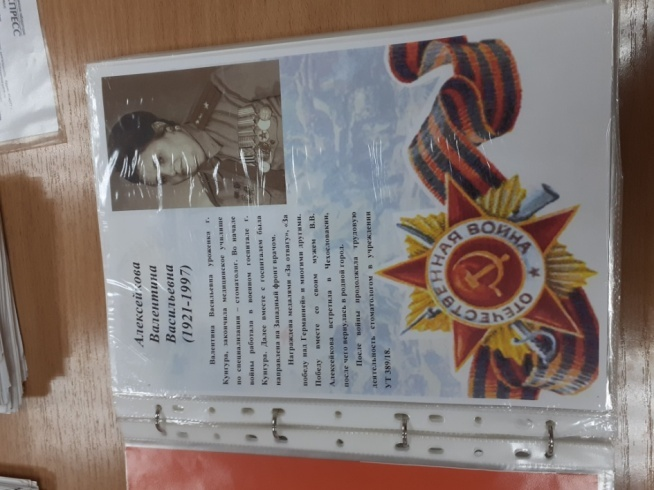 Алексейкова
Валентина
Васильевна
(1921-1997)
Валентина Васильевна уроженка г.
Кунгура, закончила медицинское училище
по специализации – стоматолог. Во начале
войны работала в военном госпитале г.
Кунгура. Далее вместе с госпиталем была
направлена на Западный фронт врачом.
Награждена медалями «За отвагу», «За
победу над Германией» и многими другими.
Победу вместе со своим мужем В.В.
Алексейкова встретила в Чехословакии,
после чего вернулась в родной город.
После войны продолжила трудовую
деятельность стоматологом в учреждении
УТ 389/18.
ОТЕЧЕСТВЕННАЯ ВОЙНА
ПРЕСС